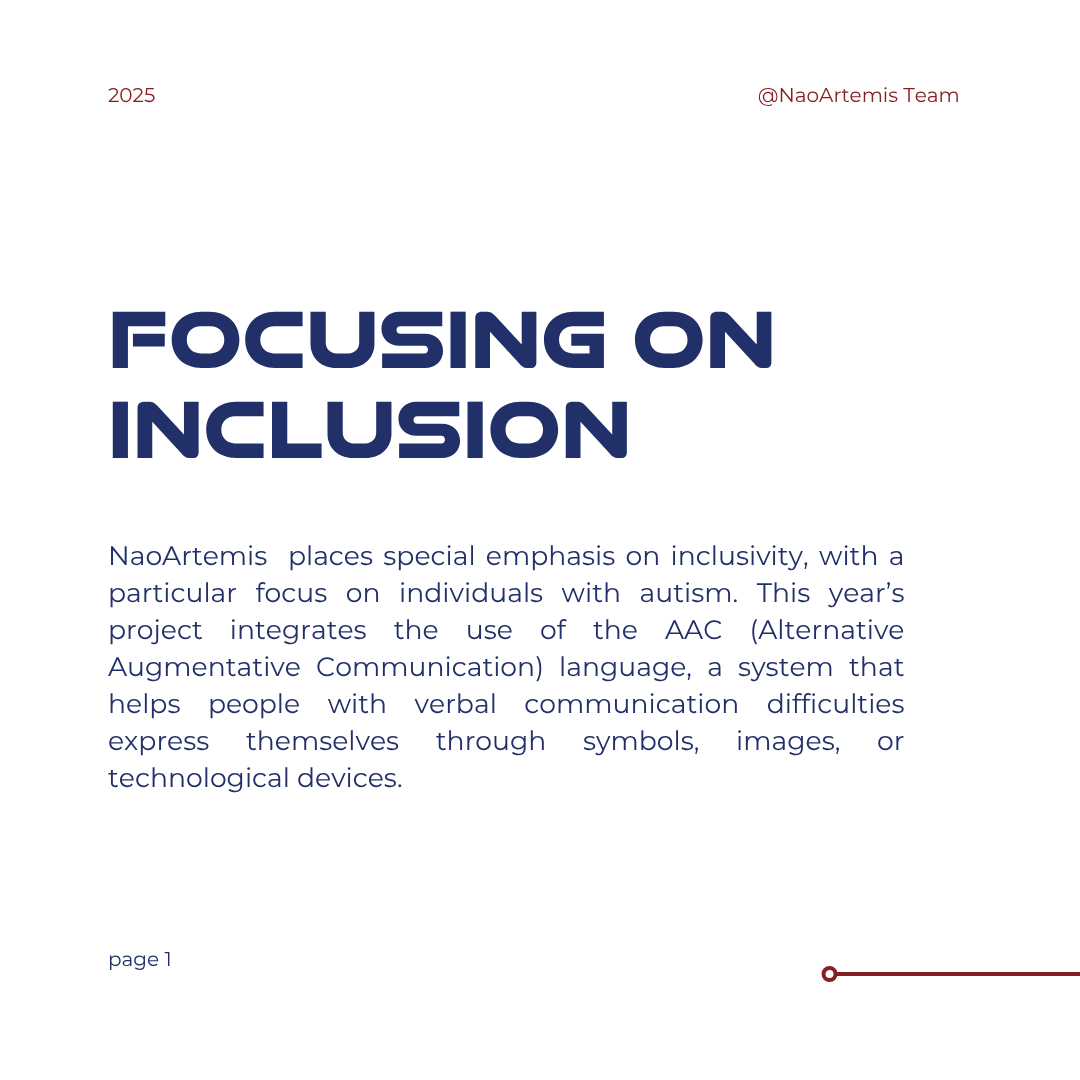 2025
@NaoArtemis Team
FOCUSING ON
INCLUSION
NaoArtemis  places special emphasis on inclusivity, with a
particular focus on individuals with autism. This year’s
project integrates the use of the AAC (Alternative
Augmentative Communication) language, a system that
helps people with verbal communication difficulties
express themselves through symbols, images, or
technological devices.
page 1